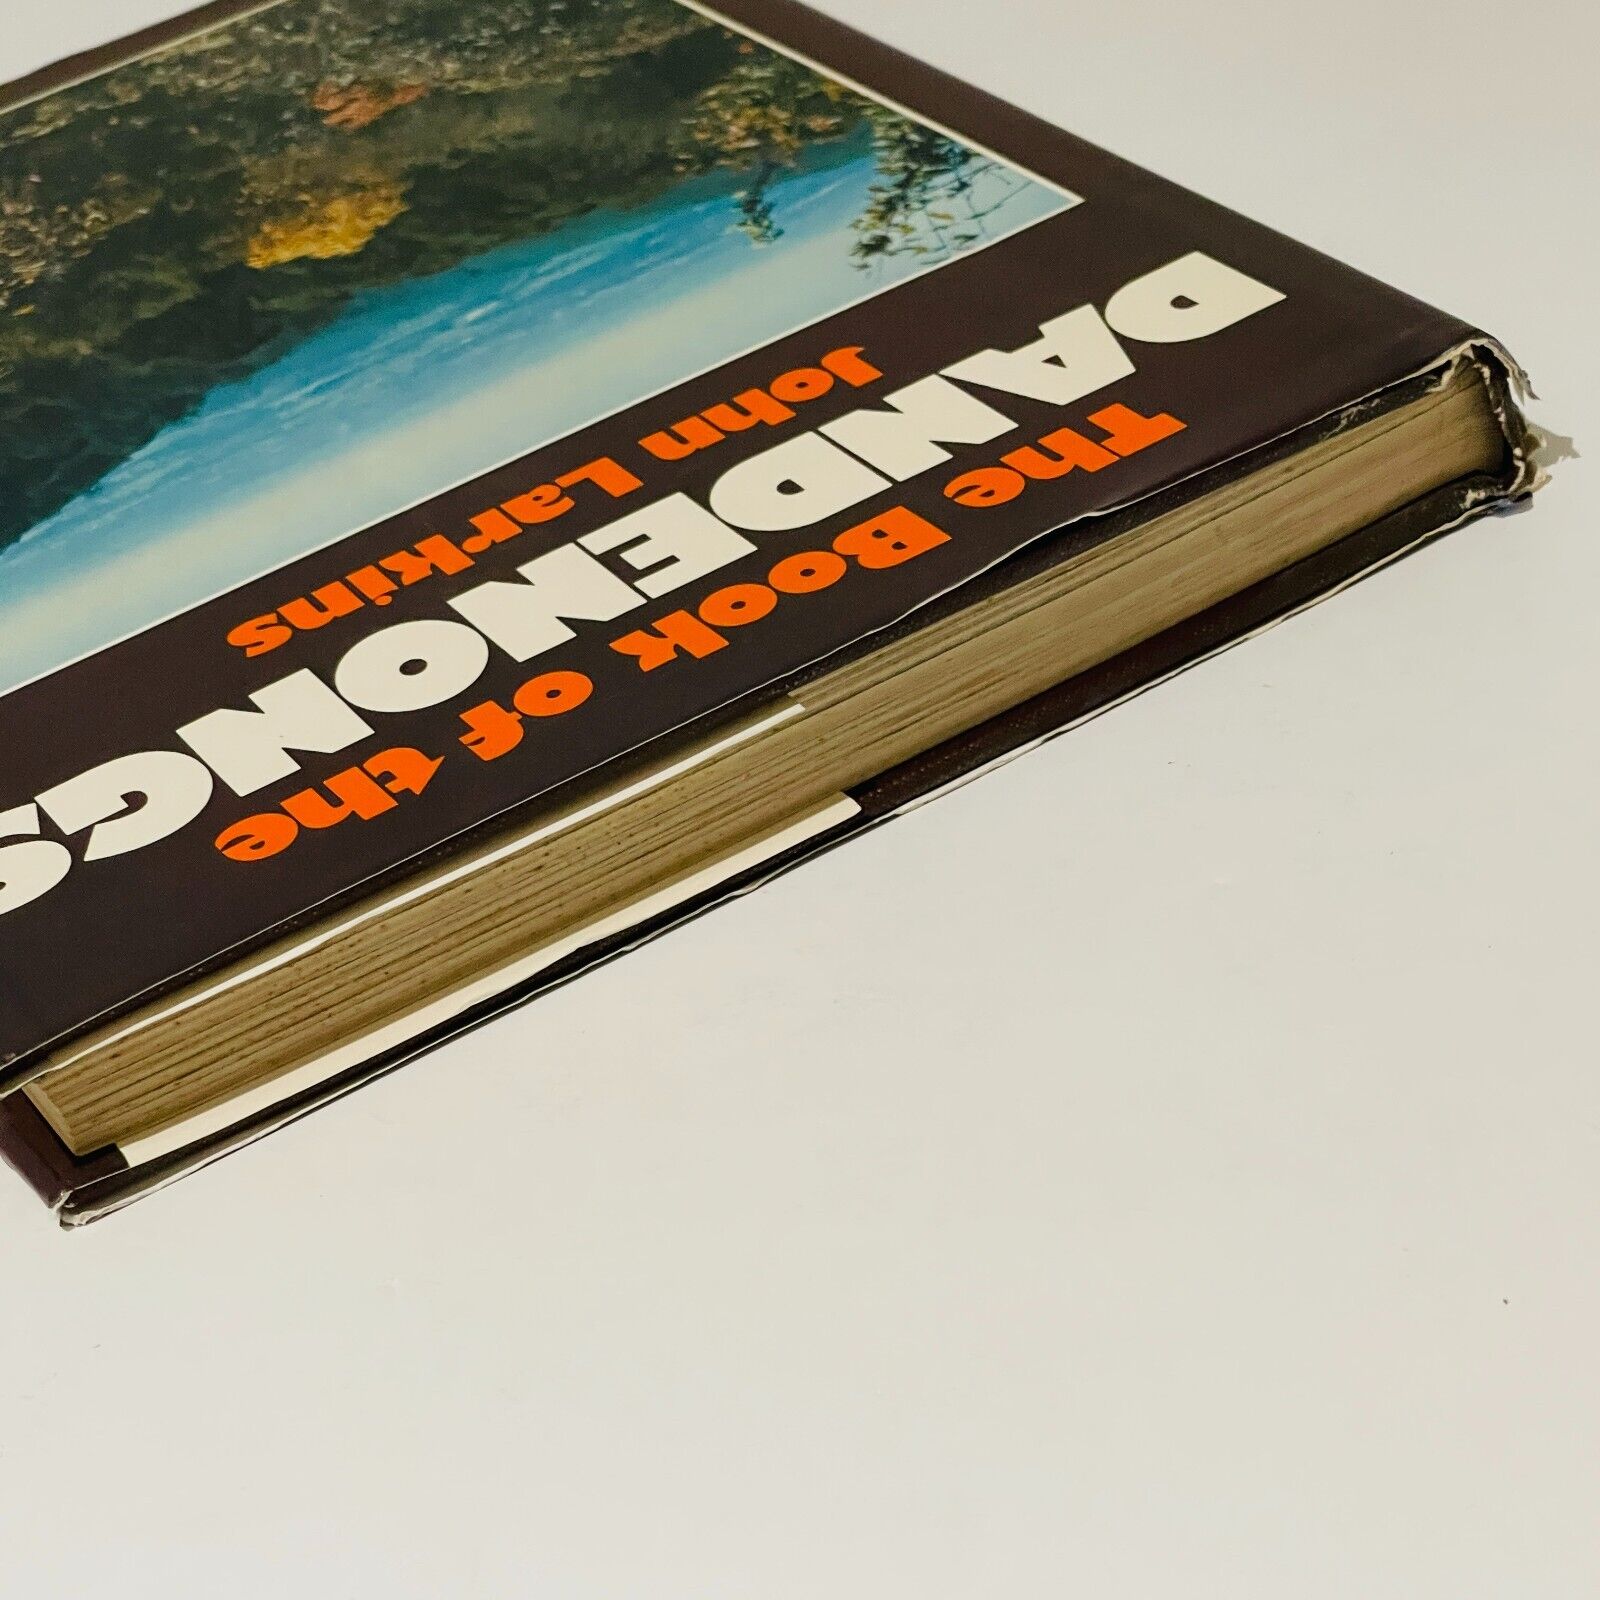 The Book of the
DANDENONGS
John Larkins